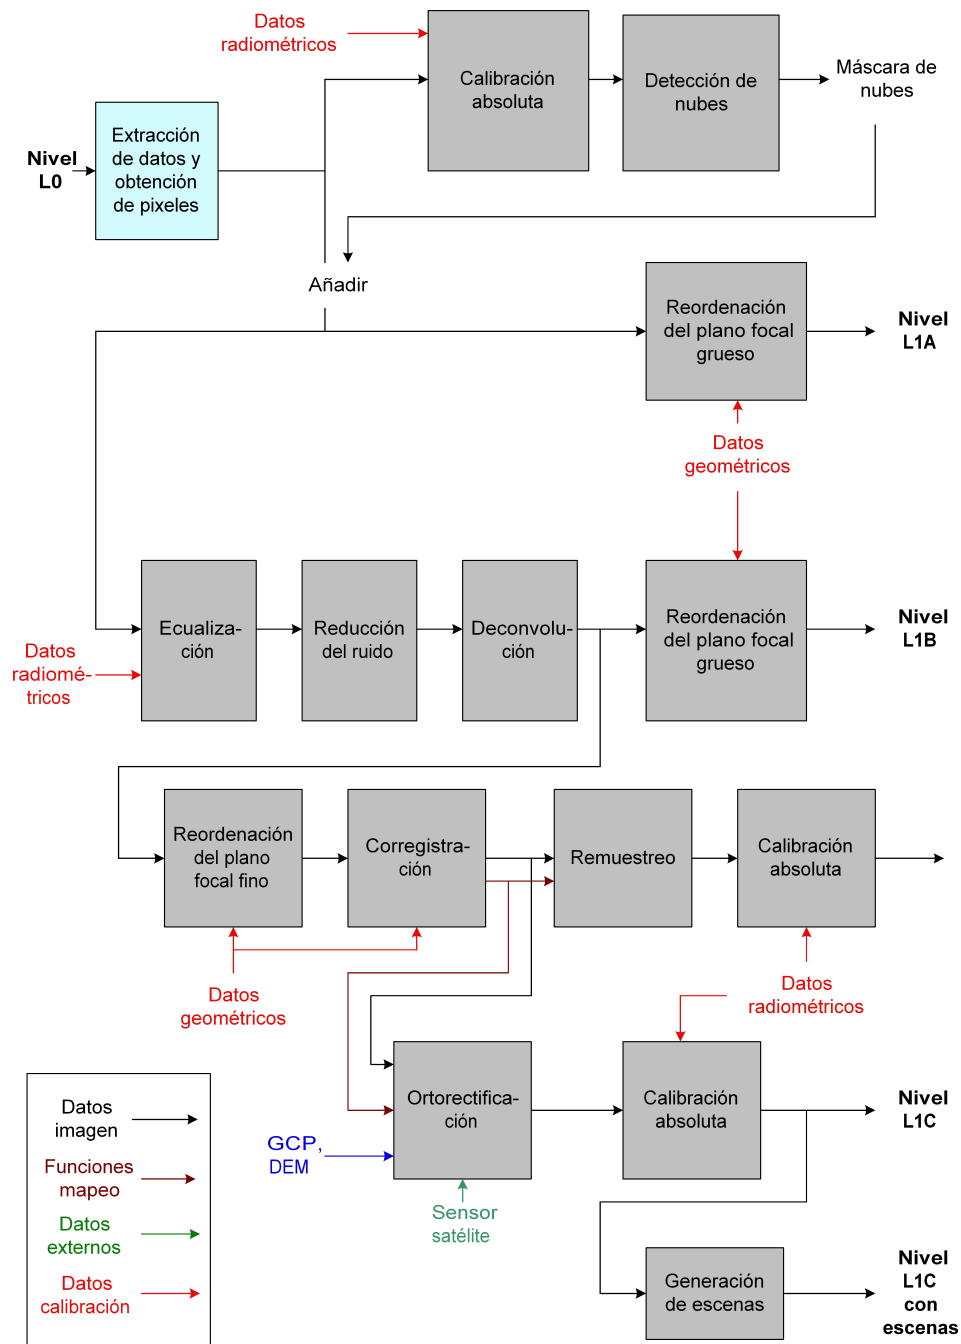 Datos
radiométricos
Calibración
absoluta
Detección de
nubes
Máscara de
nubes
Nivel
L0
Extracción
de datos y
obtención
de pixeles
Añadir
Reordenación
del plano focal
grueso
Nivel
L1A
Datos
geométricos
Ecualiza-
ción
Reducción
del ruido
Deconvolu-
ción
Reordenación
del plano focal
grueso
Nivel
L1B
Datos
radiomé-
tricos
Reordenación
del plano
focal fino
Corregistra-
ción
Remuestreo
Calibración
absoluta
Datos
geométricos
Datos
radiométricos
Ortorectifica-
ción
Calibración
absoluta
Nivel
L1C
GCP,
DEM
Sensor
satélite
Datos
imagen
Funciones
mapeo
Datos
externos
Datos
calibración
Generación
de escenas
Nivel
L1C
con
escenas